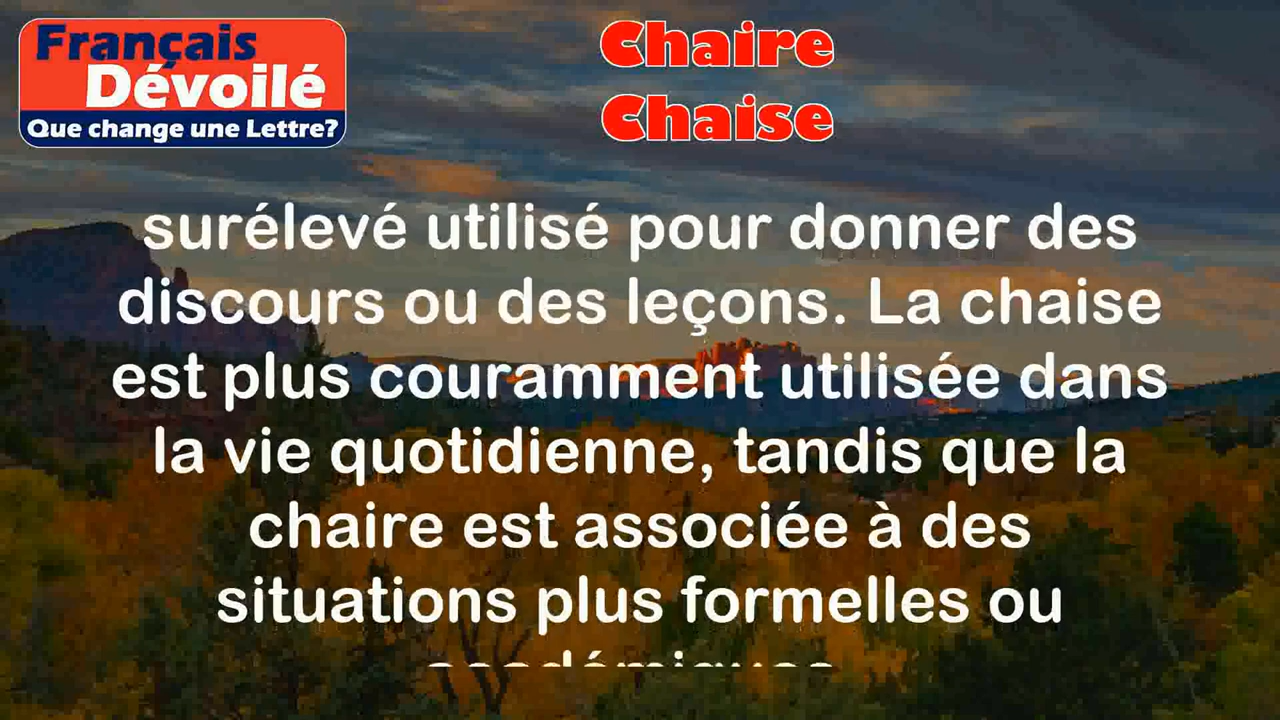 Français
Dévoilé
Que change une Lettre?
Chaire
Chaise
surélevé utilisé pour donner des
discours ou des leçons. La chaise
est plus couramment utilisée dans
la vie quotidienne, tandis que la
chaire est associée à des
situations plus formelles ou